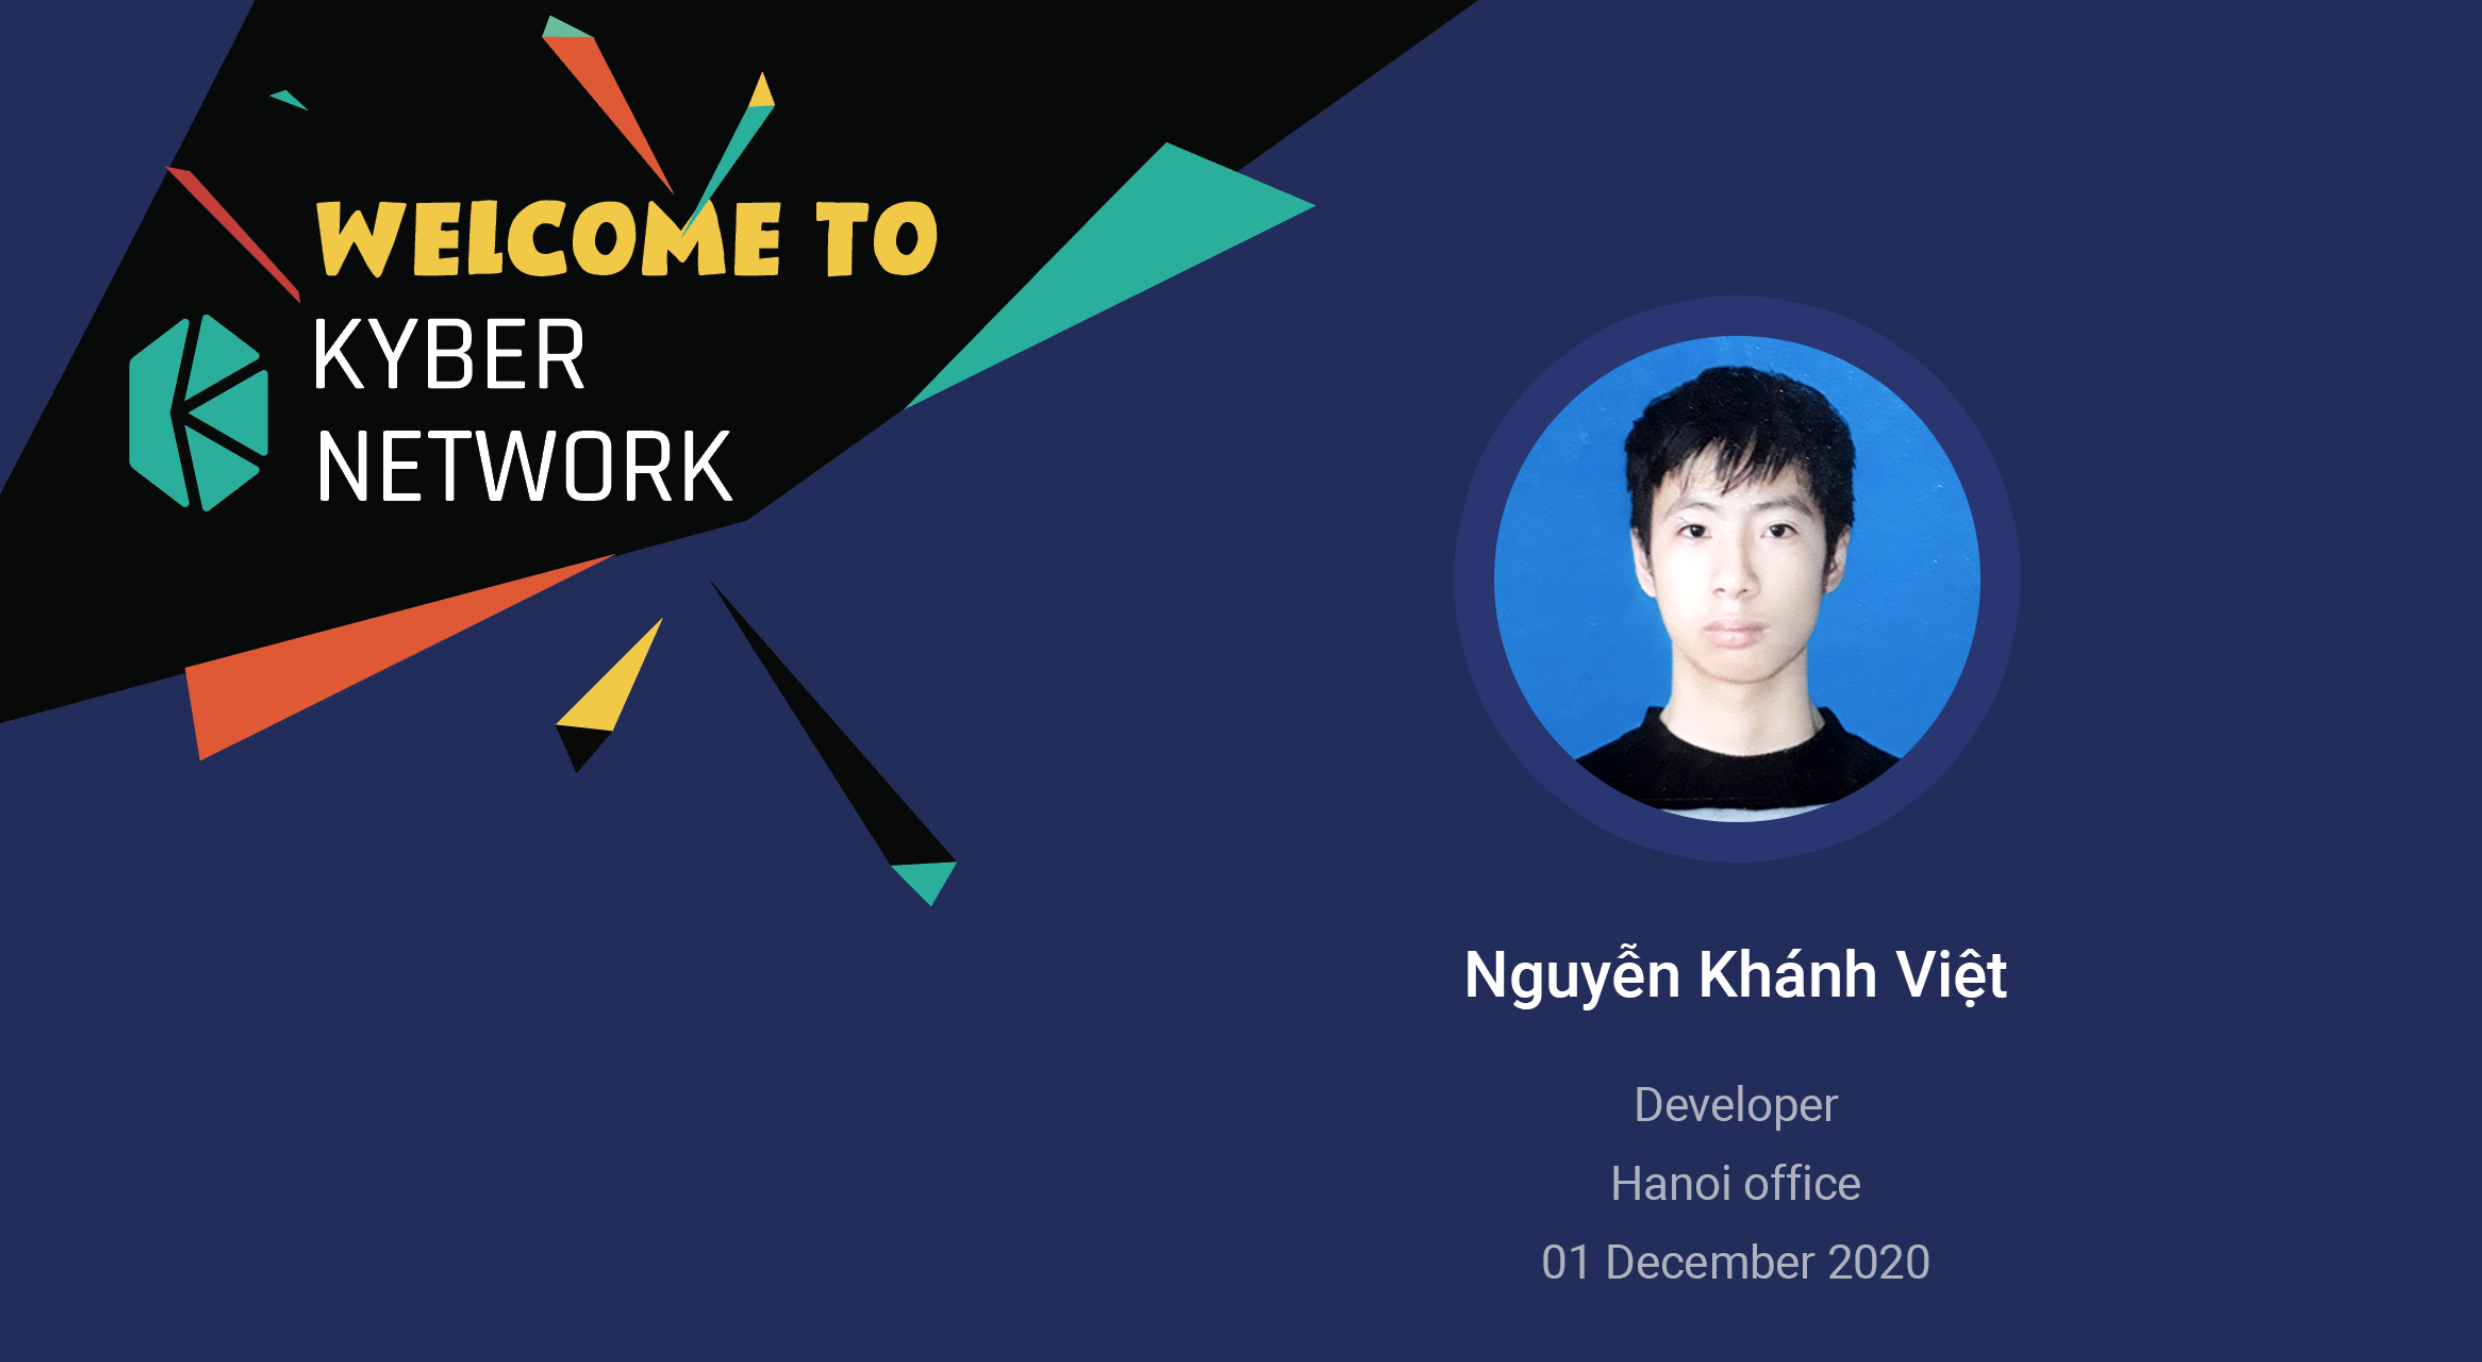 WELCOME TO
KYBER
NETWORK
Nguyễn Khánh Việt
Developer
Hanoi office
01 December 2020